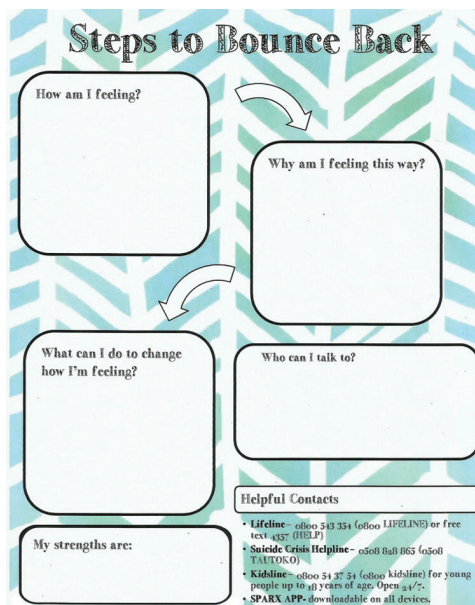 Steps to Bounce Back
How am I feeling?
Why am I feeling this way?
What can I do to change
how I'm feeling?
Who can I talk to?
My strengths are:
Helpful Contacts
• Lifeline– 0800 543 354 (0800 LIFELINE) or free
text 4357 (HELP)
• Suicide Crisis Helpline– 0508 828 865 (0508
TAUTOKO)
• Kidsline– 0800 54 37 54 (0800 kidsline) for young
people up to 18 years of age. Open 24/7.
• SPARX APP- downloadable on all devices.